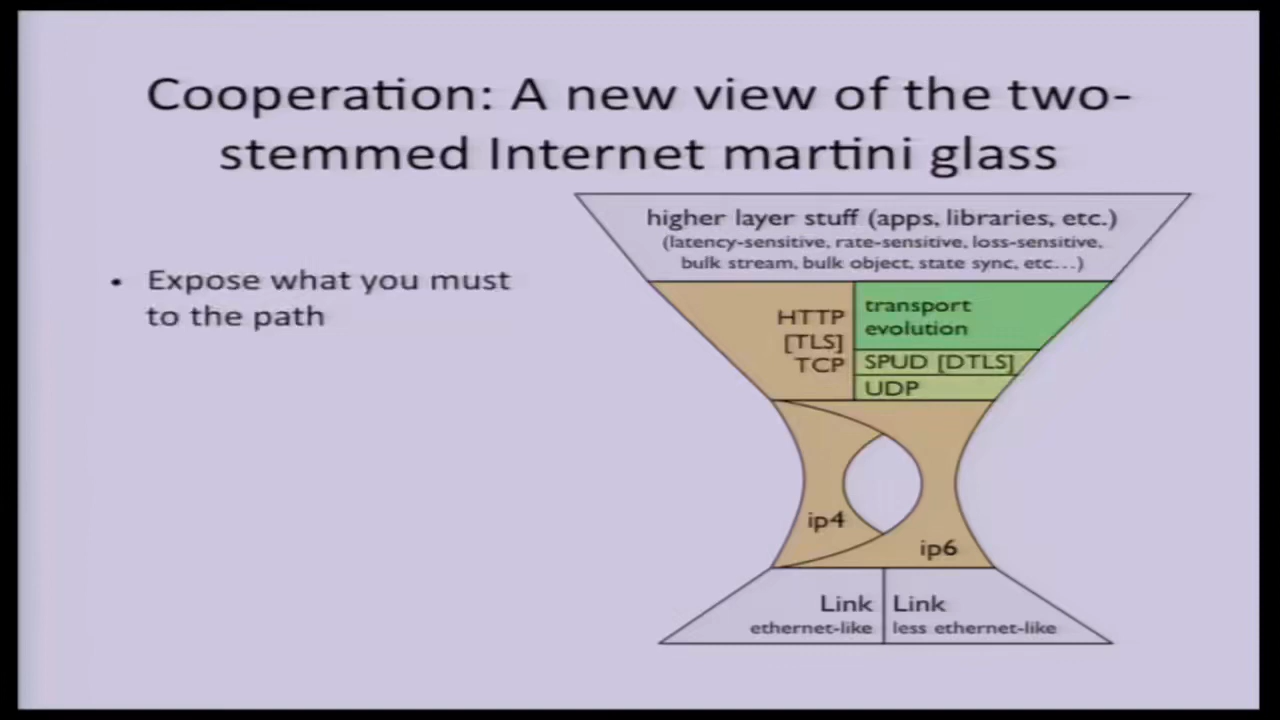 Cooperation: A new view of the two-
stemmed Internet martini glass
• Expose what you must
to the path
higher layer stuff (apps, libraries, etc.)
(latency-sensitive, rate-sensitive, loss-sensitive,
bulk stream, bulk object, state sync, etc…)
HTTP
[TLS]
TCP
transport
evolution
SPUD [DTLS]
UDP
ip4
ip6
Link
ethernet-like
Link
less ethernet-like